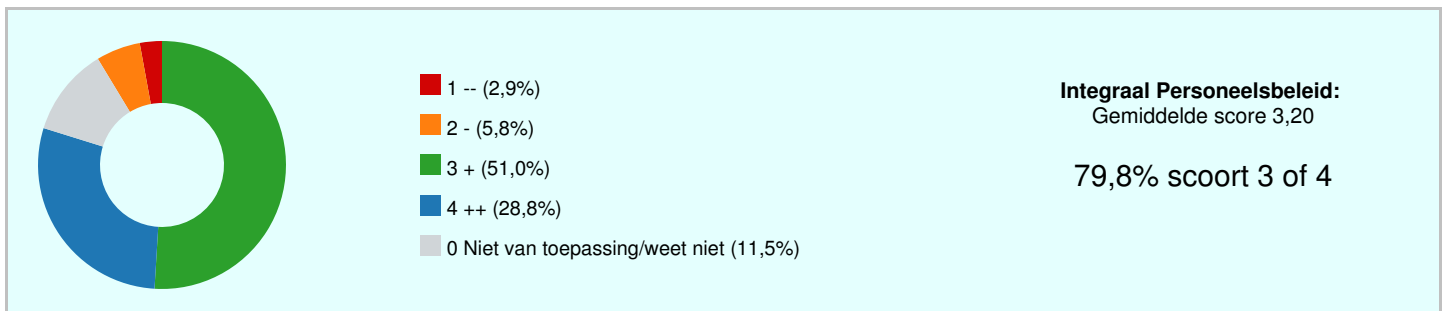 1 -- (2,9%)
2 - (5,8%)
3 + (51,0%)
4 ++ (28,8%)
0 Niet van toepassing/weet niet (11,5%)
Integraal Personeelsbeleid:
Gemiddelde score 3,20
79,8% scoort 3 of 4